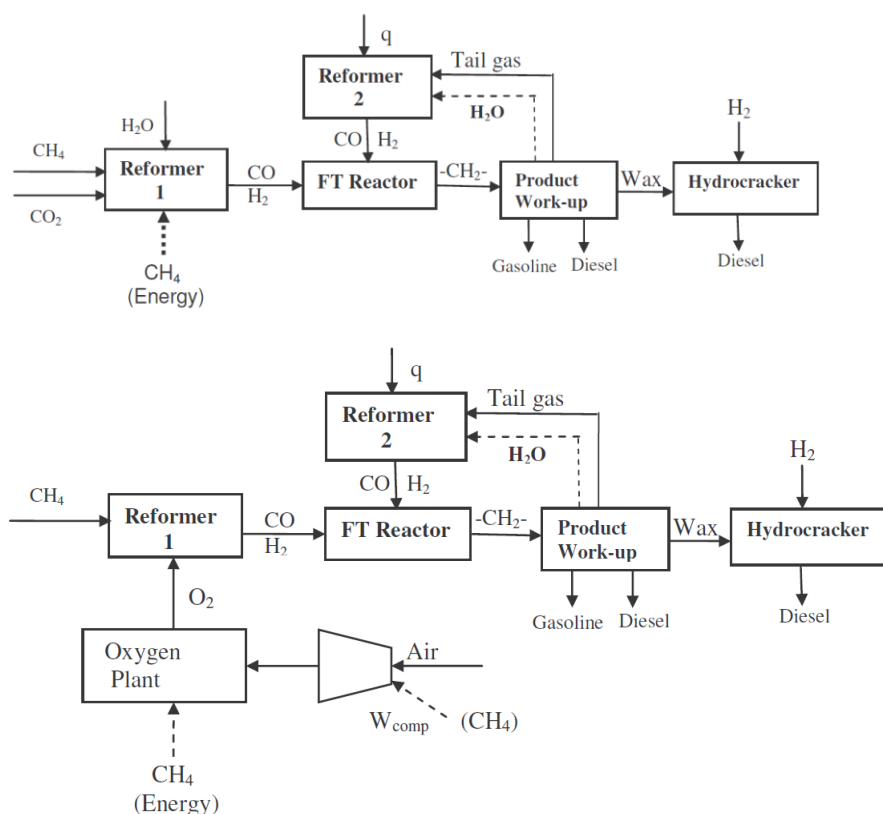 q
Tail gas
Reformer
2
H₂O
H₂
H₂O
CO H₂
CH₄
Reformer
1
CO
H₂
FT Reactor
-CH₂-
Product
Work-up
Wax
Hydrocracker
CO₂
CH₄
(Energy)
Gasoline Diesel
Diesel
q
Tail gas
Reformer
2
H₂O
H₂
CO H₂
CH₄
Reformer
1
CO
H₂
FT Reactor
-CH₂-
Product
Work-up
Wax
Hydrocracker
O₂
Gasoline Diesel
Diesel
Oxygen
Plant
Air
W_comp (CH₄)
CH₄
(Energy)